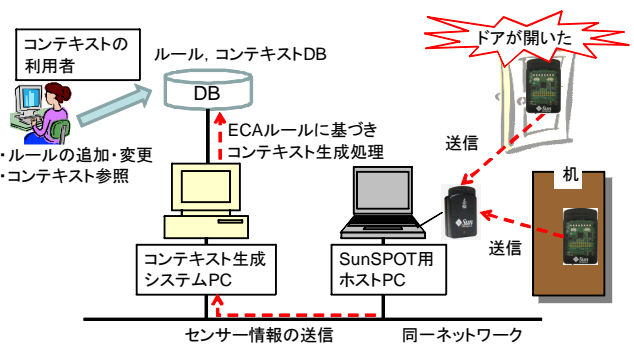 コンテキストの
利用者
・ルールの追加・変更
・コンテキスト参照
ルール，コンテキストDB
DB
ECAルールに基づき
コンテキスト生成処理
ドアが開いた
送信
机
送信
コンテキスト生成
システムPC
SunSPOT用
ホストPC
センサー情報の送信
同一ネットワーク
Sun
Sun
Sun